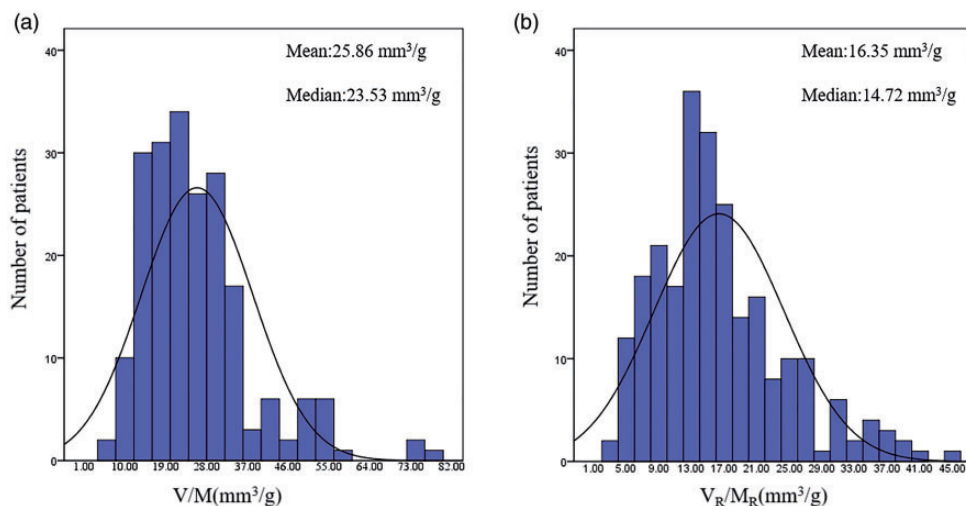 (a)
Mean:25.86 mm³/g
Median:23.53 mm³/g
Number of patients
40
30
20
10
0
1.00 10.00 19.00 28.00 37.00 46.00 55.00 64.00 73.00 82.00
V/M(mm³/g)
(b)
Mean:16.35 mm³/g
Median:14.72 mm³/g
Number of patients
40
30
20
10
0
1.00 5.00 9.00 13.00 17.00 21.00 25.00 29.00 33.00 37.00 41.00 45.00
V_R/M_R(mm³/g)